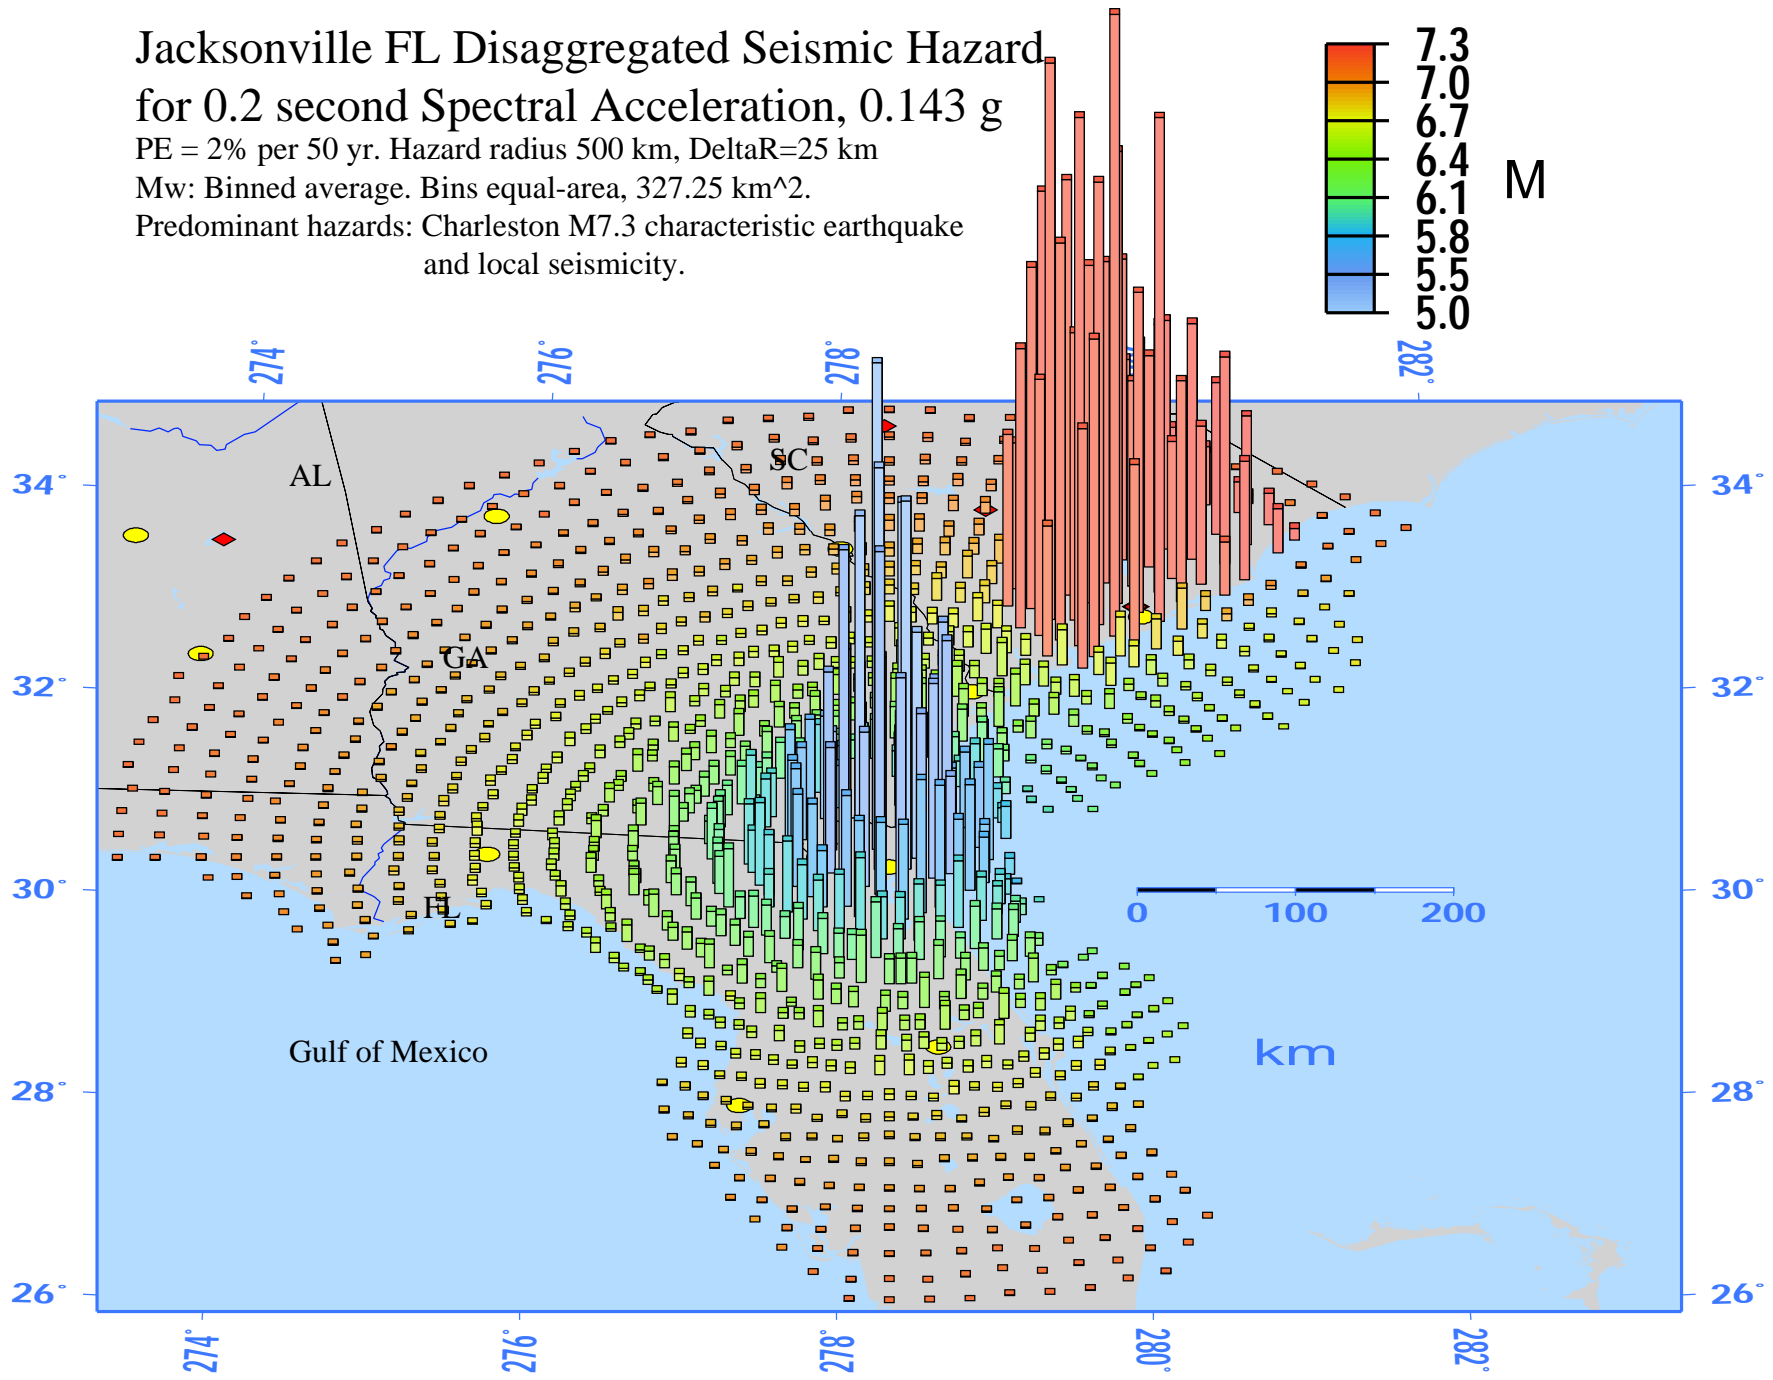 Jacksonville FL Disaggregated Seismic Hazard
for 0.2 second Spectral Acceleration, 0.143 g
PE = 2% per 50 yr. Hazard radius 500 km, DeltaR=25 km
Mw: Binned average. Bins equal-area, 327.25 km^2.
Predominant hazards: Charleston M7.3 characteristic earthquake
and local seismicity.
7.3
7.0
6.7
6.4
6.1
5.8
5.5
5.0
M
274°
276°
278°
282°
34°
34°
32°
32°
30°
30°
28°
28°
26°
26°
AL
SC
GA
FL
Gulf of Mexico
0 100 200
km
274°
276°
278°
280°
282°